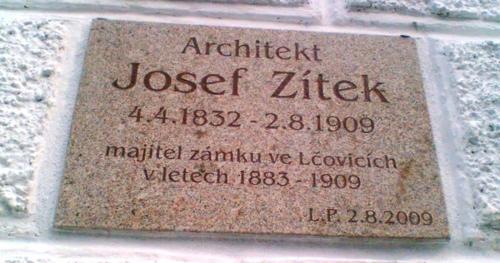 Architekt
Josef Zítek
4.4.1832 - 2.8.1909
majitel zámku ve Lčovicích
v letech 1883 - 1909
L.P. 2.8.2009